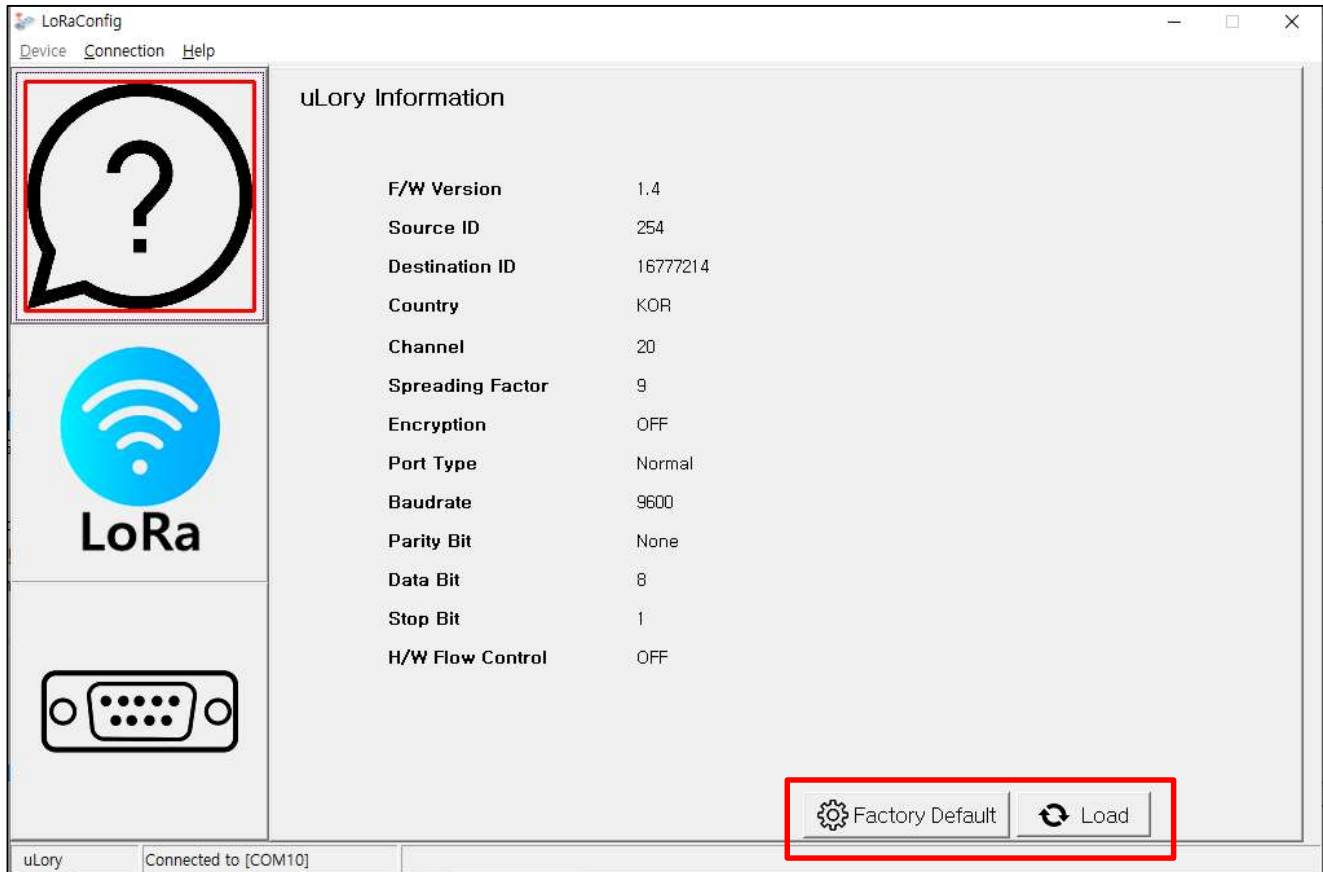 LoRaConfig
Device Connection Help
?
uLory Information
F/W Version 1.4
Source ID 254
Destination ID 16777214
Country KOR
Channel 20
Spreading Factor 9
Encryption OFF
Port Type Normal
Baudrate 9600
Parity Bit None
Data Bit 8
Stop Bit 1
H/W Flow Control OFF
LoRa
Factory Default Load
uLory Connected to [COM10]